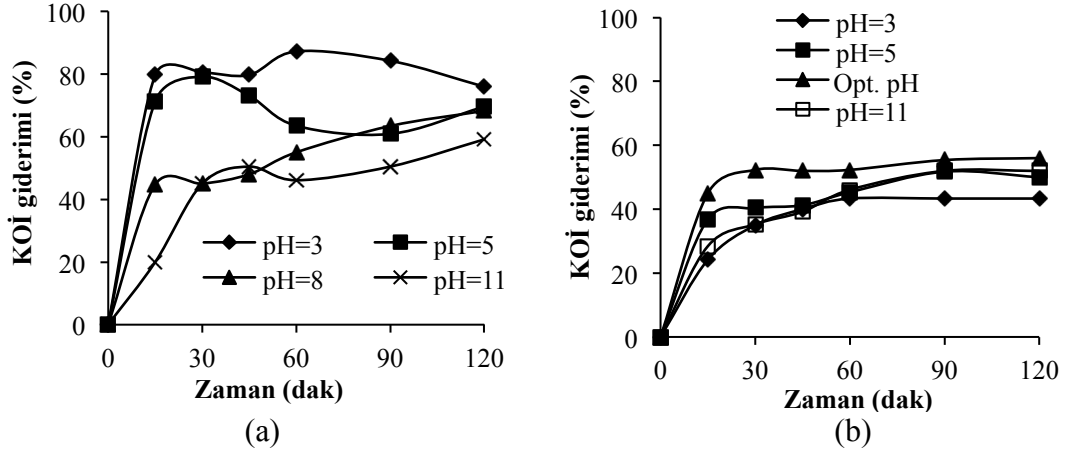 KOİ giderimi (%)
100
80
60
40
20
0
pH=3
pH=5
pH=8
pH=11
0 30 60 90 120
Zaman (dak)
(a)
KOİ giderimi (%)
100
80
60
40
20
0
pH=3
pH=5
Opt. pH
pH=11
0 30 60 90 120
Zaman (dak)
(b)